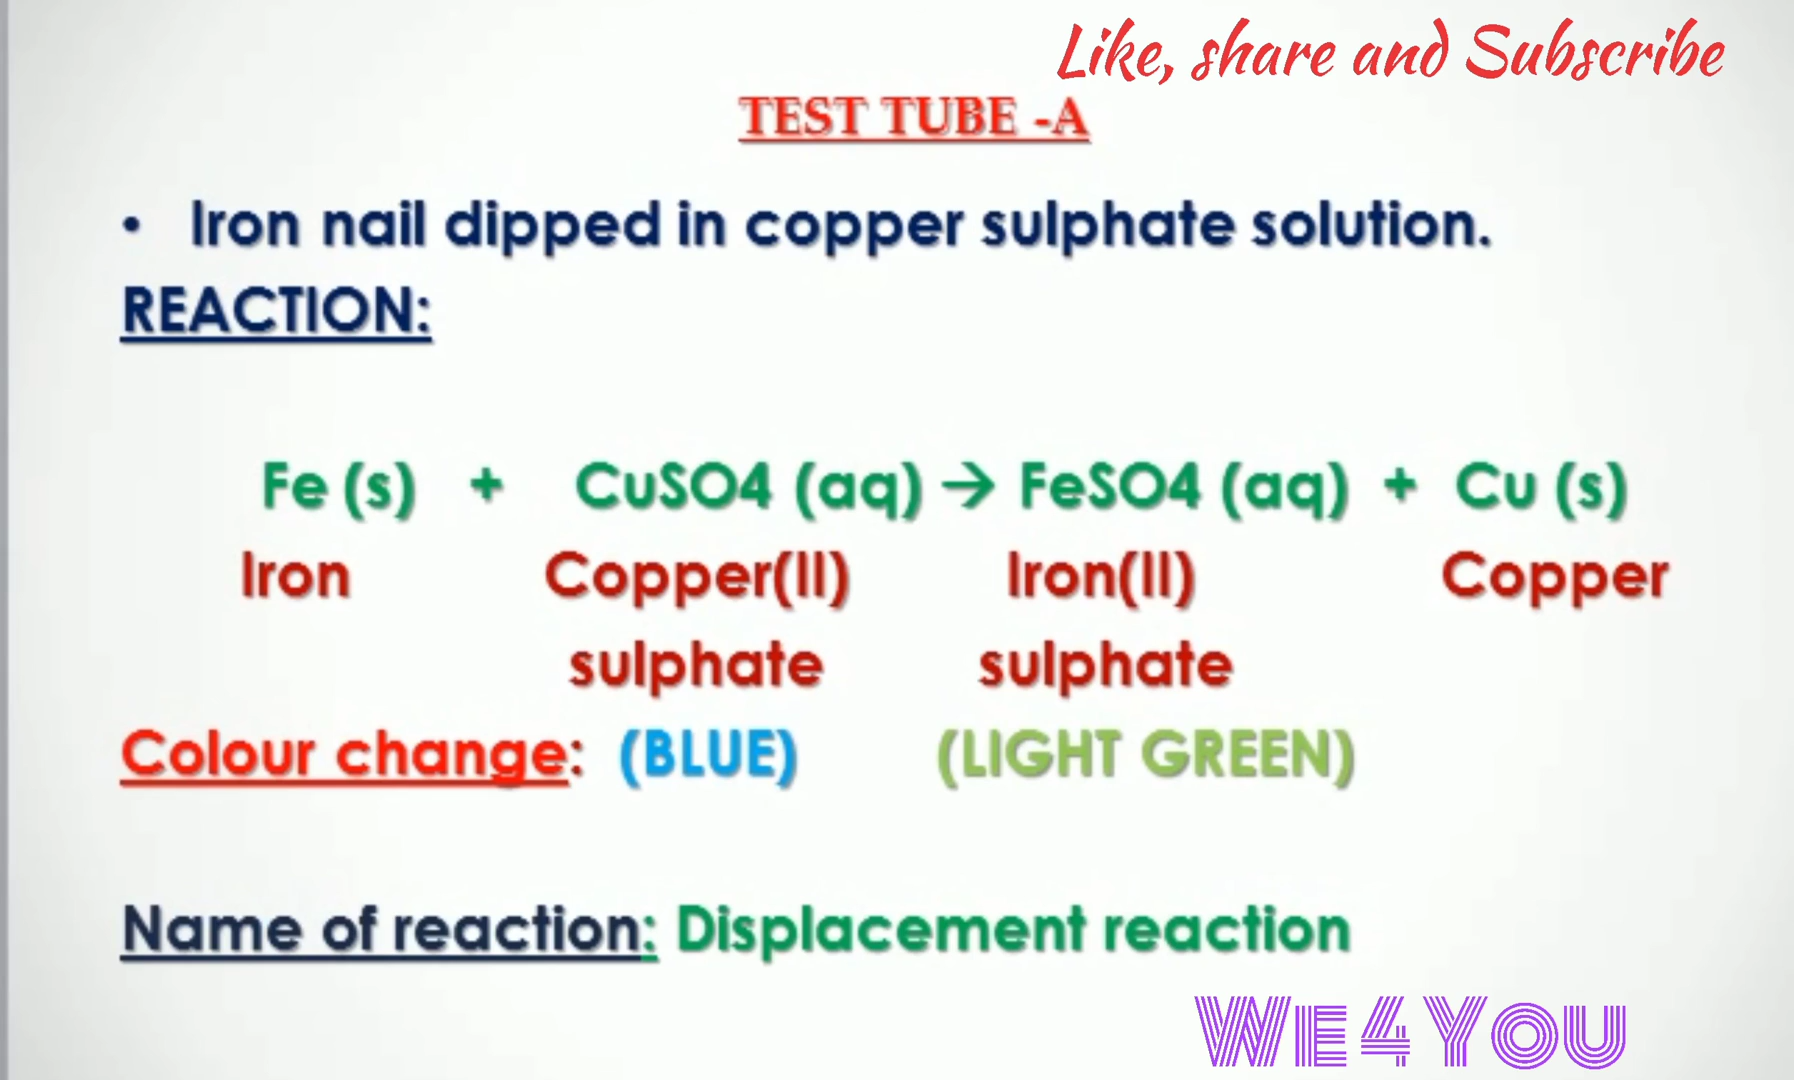 Like, share and Subscribe
TEST TUBE -A
• Iron nail dipped in copper sulphate solution.
REACTION:
Fe (s) + CuSO4 (aq) → FeSO4 (aq) + Cu (s)
Iron Copper(II) Iron(II) Copper
sulphate sulphate
Colour change: (BLUE) (LIGHT GREEN)
Name of reaction: Displacement reaction
WE4YOU